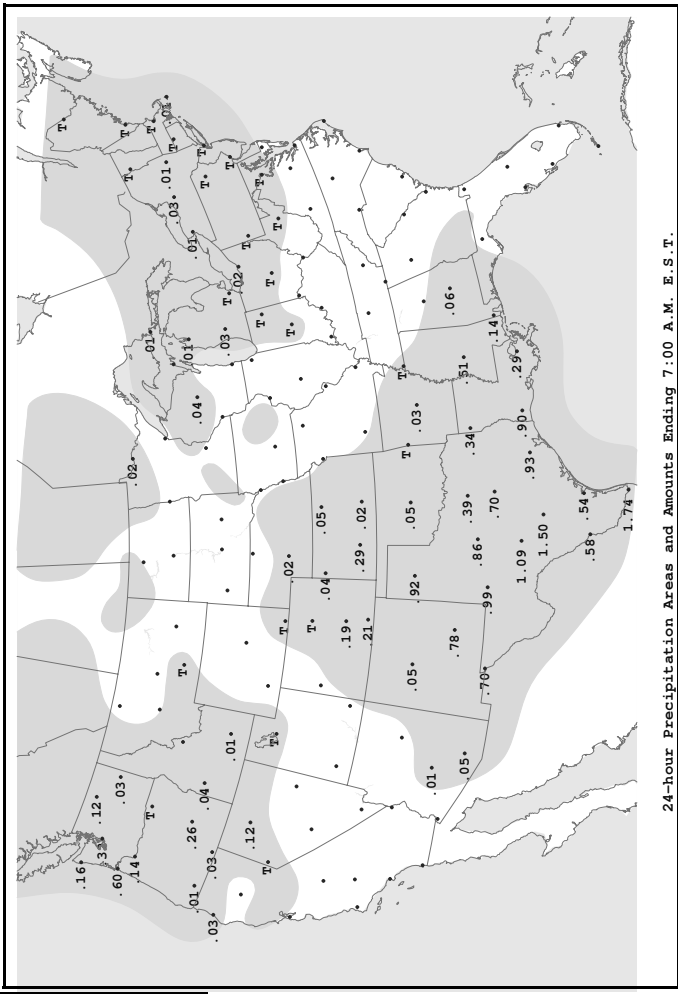 T
.16
.12
.33
.60
.03
T
T
.02
.14
T
.01
T
.01
.01
T
.03
T
.01
.26
.01
.01
.04
T
.04
T
.03
.03
.03
T
T
.01
.02
T
.12
T
T
T
T
T
T
T
.02
T
T
.05
.04
.19
.29
.02
.21
T
T
.05
.05
.92
.03
.01
.06
.78
.51
.05
.39
.34
.86
.70
.99
.70
.14
.29
1.09
.90
.93
1.50
.54
.58
1.74
24-hour Precipitation Areas and Amounts Ending 7:00 A.M. E.S.T.